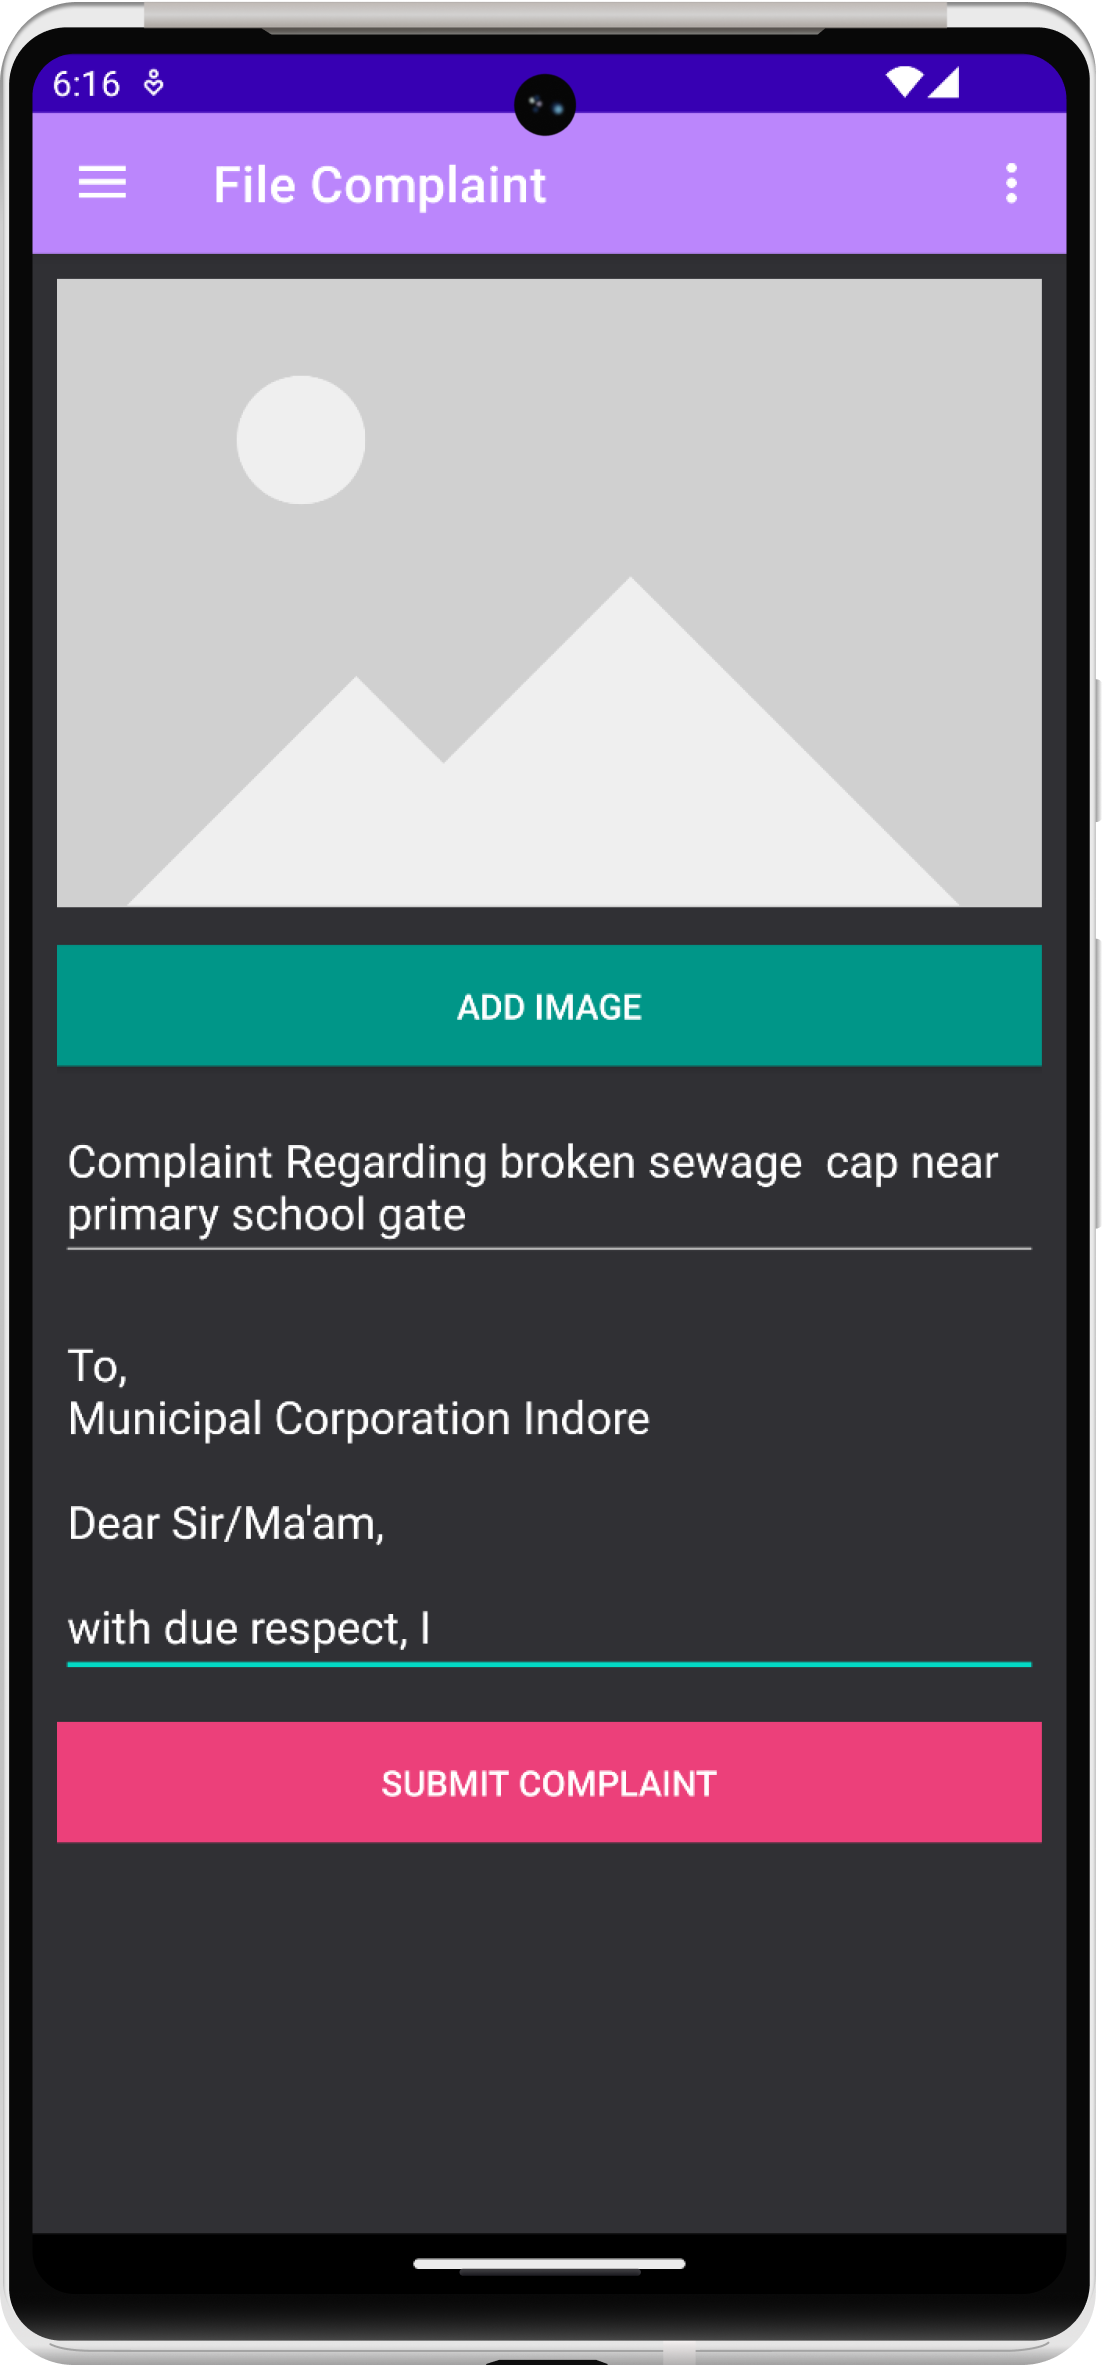 6:16
File Complaint
ADD IMAGE
Complaint Regarding broken sewage  cap near
primary school gate
To,
Municipal Corporation Indore
Dear Sir/Ma'am,
with due respect, I
SUBMIT COMPLAINT